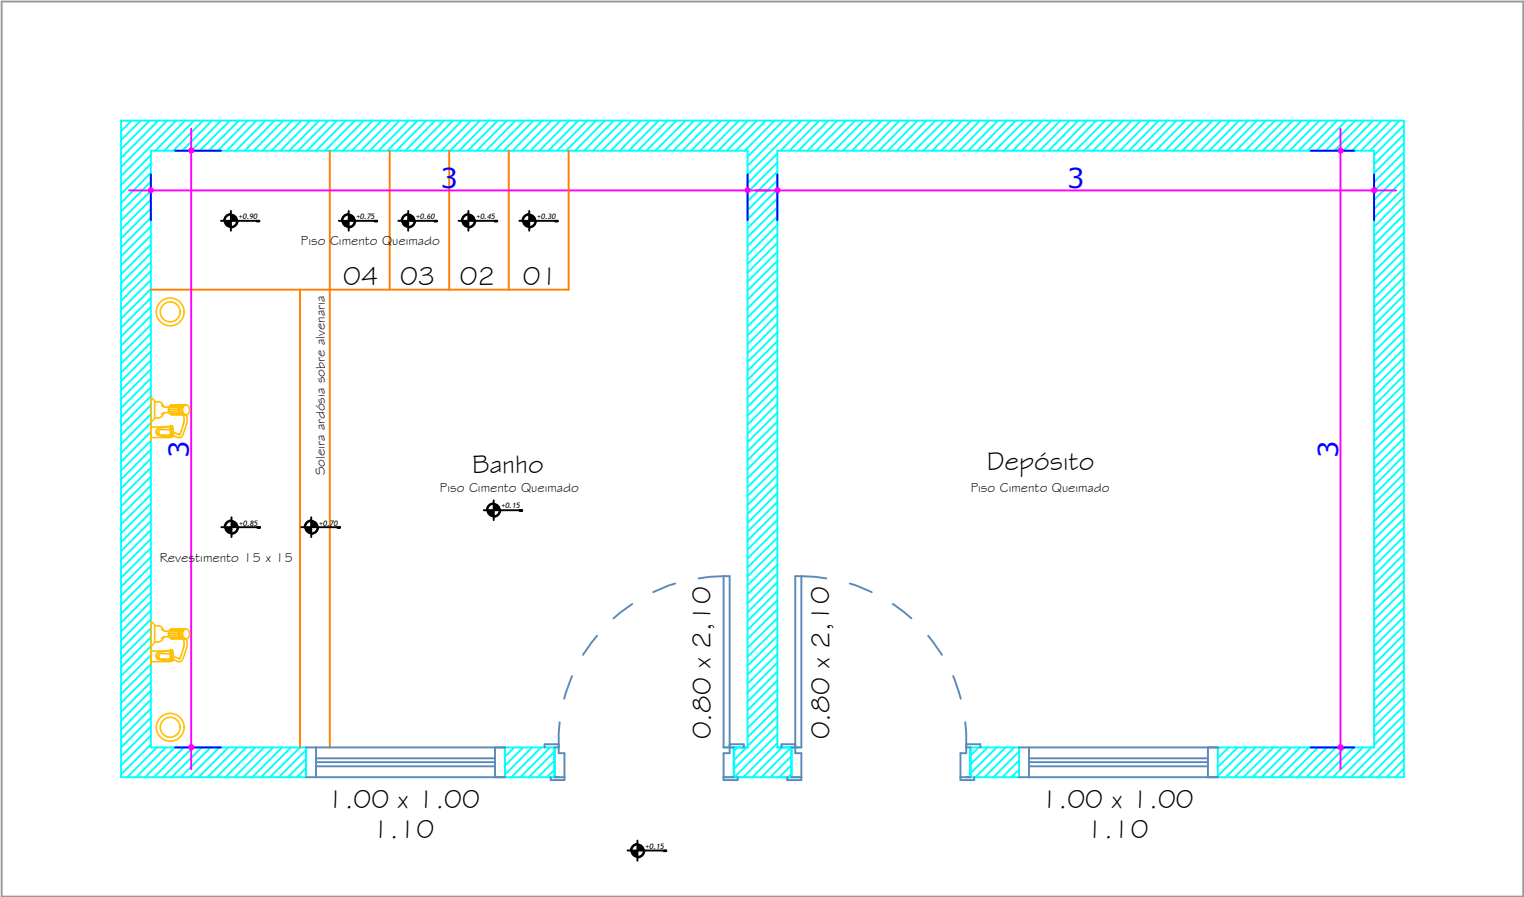 3
3
+0.90
+0.75
+0.60
+0.45
+0.30
Piso Cimento Queimado
04
03
02
01
Soleira ardósia sobre alvenaria
3
3
Banho
Piso Cimento Queimado
+0.15
Depósito
Piso Cimento Queimado
+0.85
+0.70
Revestimento 15 x 15
0.80 x 2,10
0.80 x 2,10
1.00 x 1.00
1.10
1.00 x 1.00
1.10
+0.15